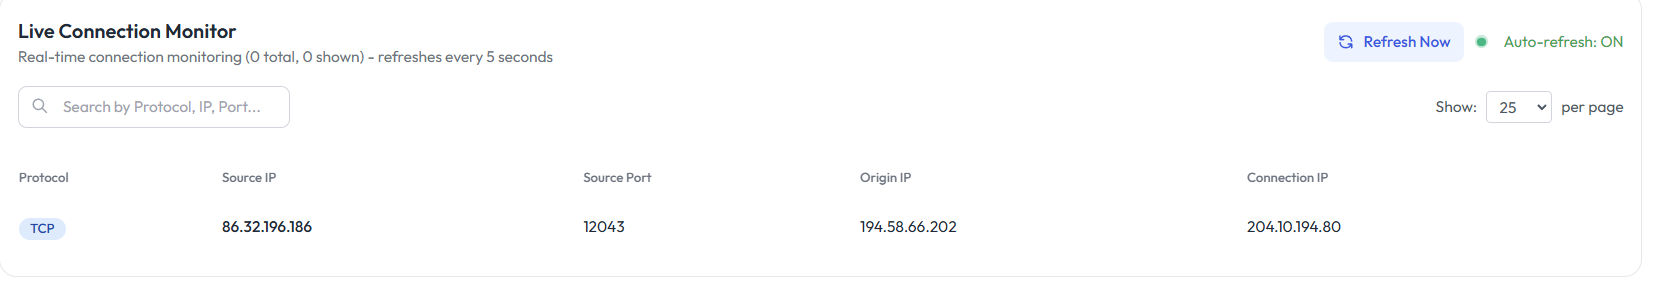 Live Connection Monitor
Real-time connection monitoring (0 total, 0 shown) - refreshes every 5 seconds
Refresh Now
Auto-refresh: ON
Search by Protocol, IP, Port...
Show: 25 per page
Protocol Source IP Source Port Origin IP Connection IP
TCP 86.32.196.186 12043 194.58.66.202 204.10.194.80